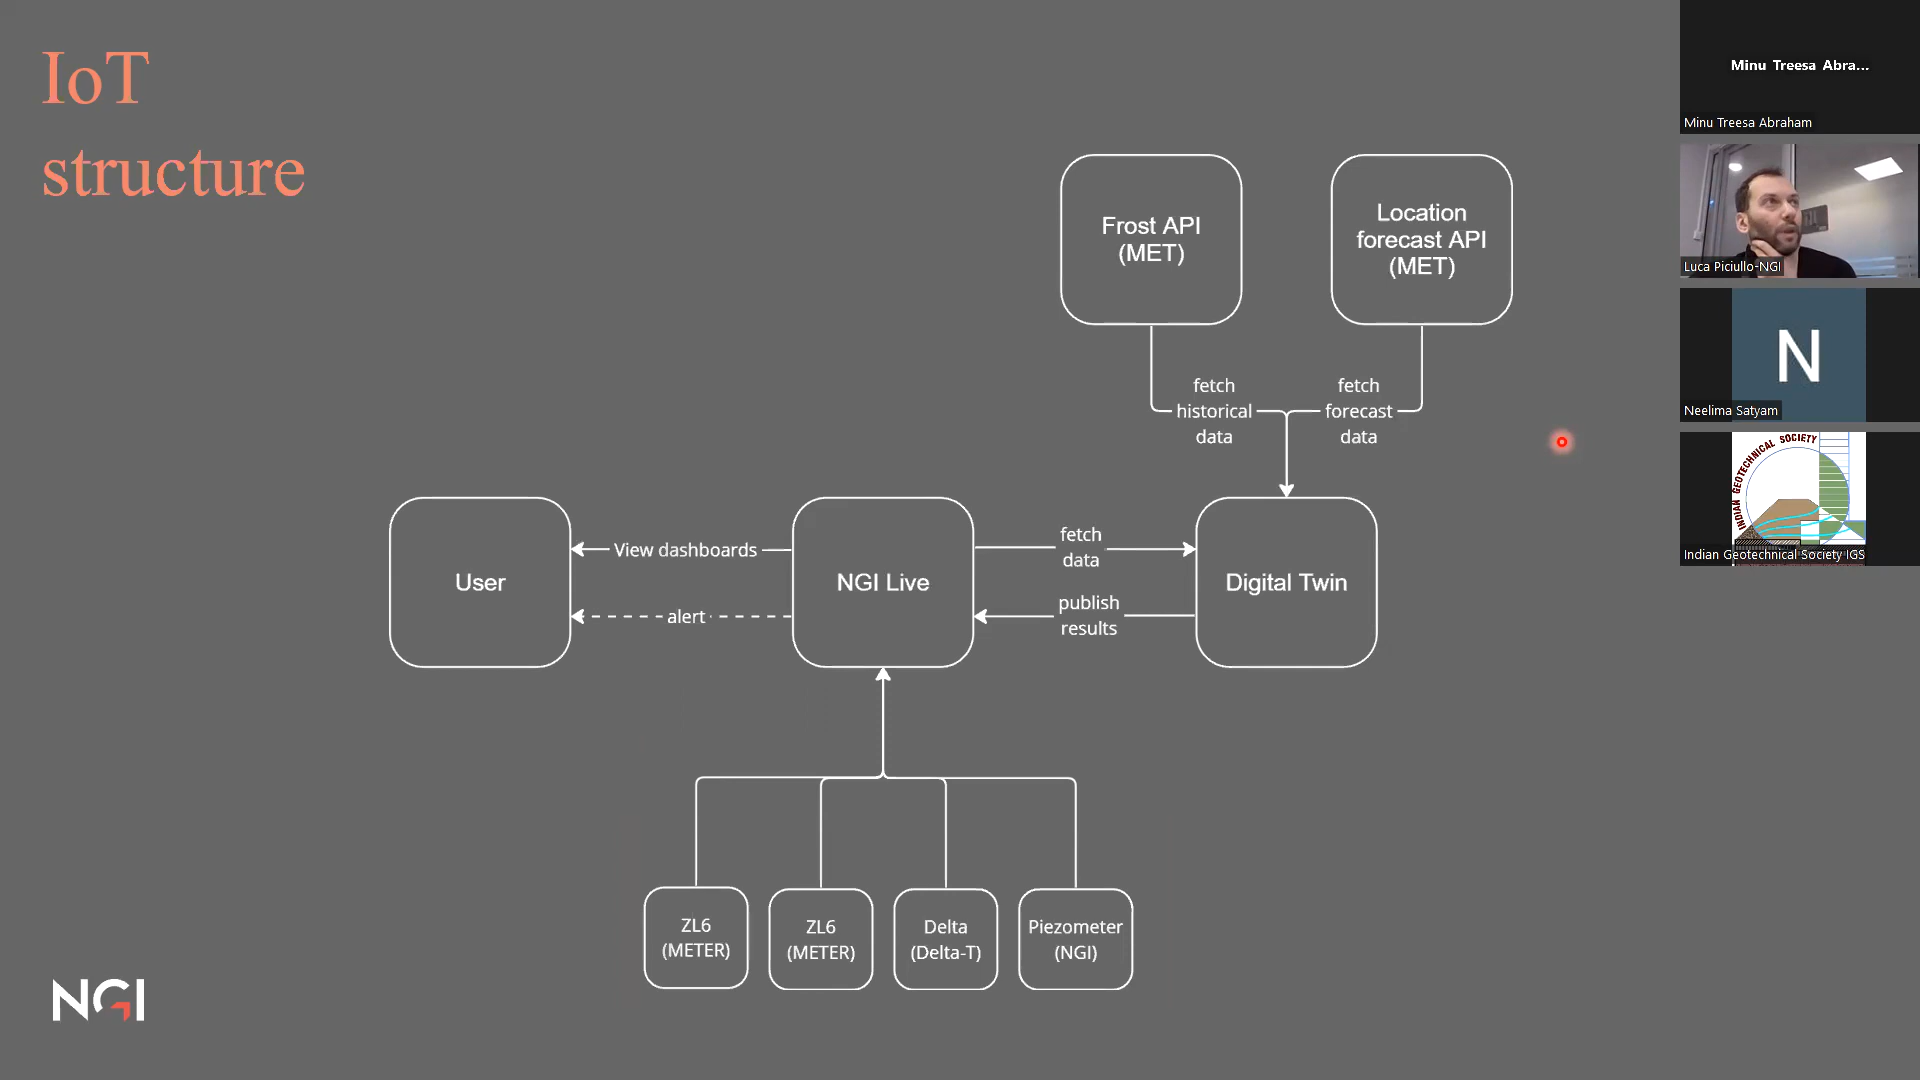 IoT
structure
Frost API
(MET)
Location
forecast API
(MET)
fetch
historical
data
fetch
forecast
data
User
View dashboards
alert
NGI Live
fetch
data
publish
results
Digital Twin
ZL6
(METER)
ZL6
(METER)
Delta
(Delta-T)
Piezometer
(NGI)
NGI
Minu Treesa Abra...
Minu Treesa Abraham
Luca Piciullo-NGI
N
Neelima Satyam
INDIAN GEOTECHNICAL SOCIETY
Indian Geotechnical Society IGS